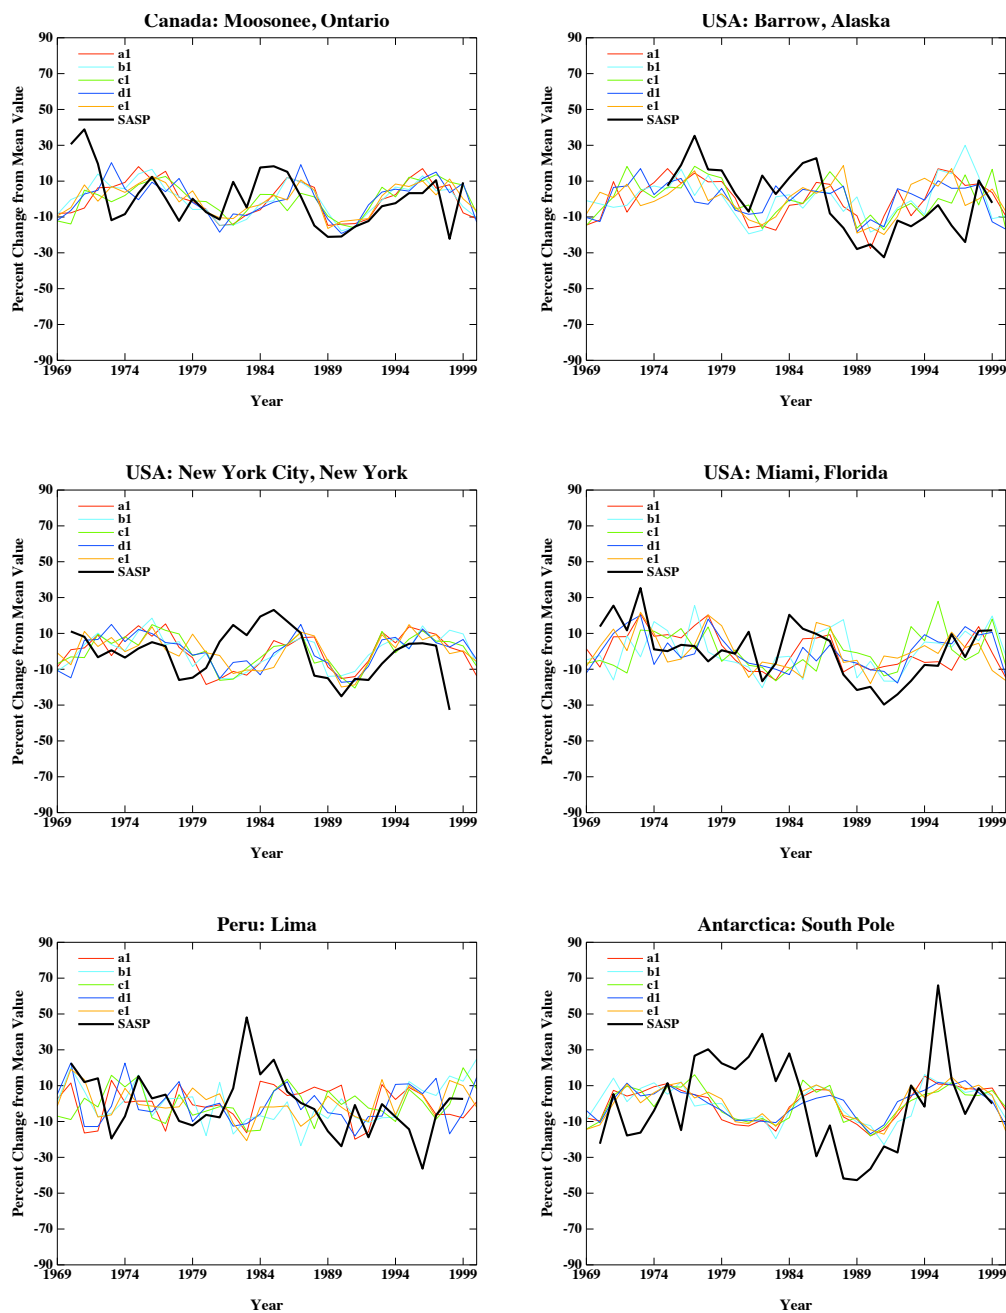 Canada: Moosonee, Ontario
90
70
50
30
10
-10
-30
-50
-70
-90
Percent Change from Mean Value
a1
b1
c1
d1
e1
SASP
1969 1974 1979 1984 1989 1994 1999
Year
USA: Barrow, Alaska
90
70
50
30
10
-10
-30
-50
-70
-90
Percent Change from Mean Value
a1
b1
c1
d1
e1
SASP
1969 1974 1979 1984 1989 1994 1999
Year
USA: New York City, New York
90
70
50
30
10
-10
-30
-50
-70
-90
Percent Change from Mean Value
a1
b1
c1
d1
e1
SASP
1969 1974 1979 1984 1989 1994 1999
Year
USA: Miami, Florida
90
70
50
30
10
-10
-30
-50
-70
-90
Percent Change from Mean Value
a1
b1
c1
d1
e1
SASP
1969 1974 1979 1984 1989 1994 1999
Year
Peru: Lima
90
70
50
30
10
-10
-30
-50
-70
-90
Percent Change from Mean Value
a1
b1
c1
d1
e1
SASP
1969 1974 1979 1984 1989 1994 1999
Year
Antarctica: South Pole
90
70
50
30
10
-10
-30
-50
-70
-90
Percent Change from Mean Value
a1
b1
c1
d1
e1
SASP
1969 1974 1979 1984 1989 1994 1999
Year